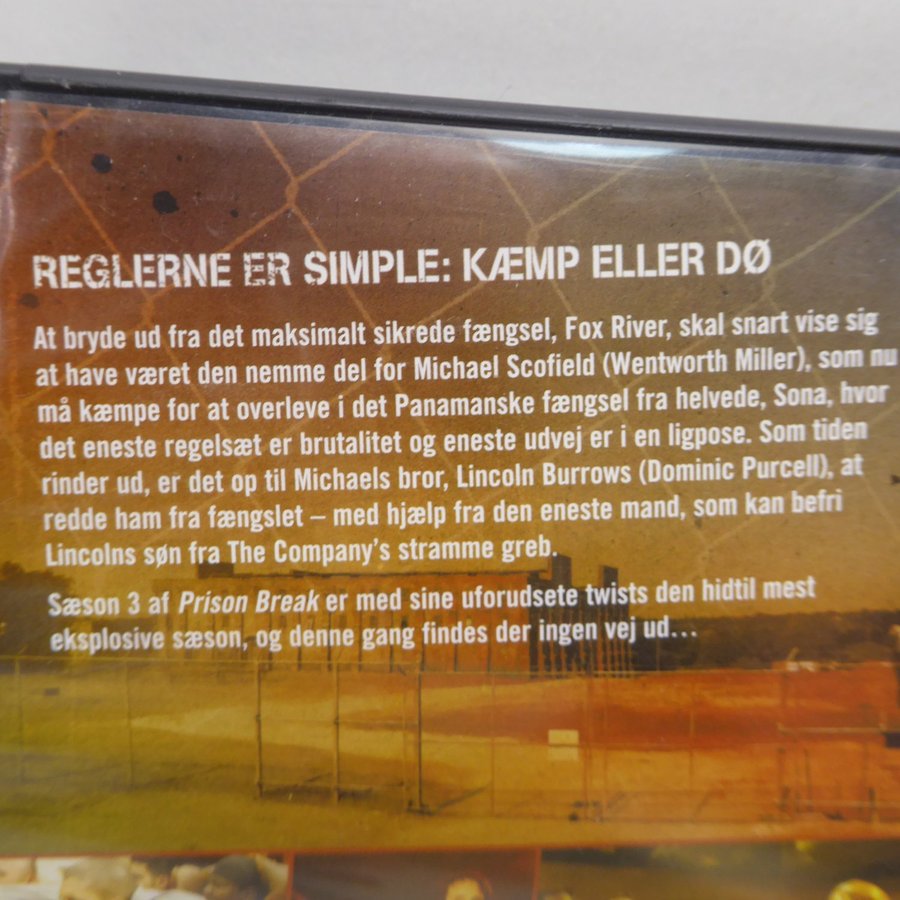 REGLERNE ER SIMPLE: KÆMP ELLER DØ
At bryde ud fra det maksimalt sikrede fængsel, Fox River, skal snart vise sig
at have været den nemme del for Michael Scofield (Wentworth Miller), som nu
må kæmpe for at overleve i det Panamanske fængsel fra helvede, Sona, hvor
det eneste regelsæt er brutalitet og eneste udvej er i en ligpose. Som tiden
rinder ud, er det op til Michaels bror, Lincoln Burrows (Dominic Purcell), at
redde ham fra fængslet – med hjælp fra den eneste mand, som kan befri
Lincolns søn fra The Company's stramme greb.
Sæson 3 af Prison Break er med sine uforudsete twists den hidtil mest
eksplosive sæson, og denne gang findes der ingen vej ud...